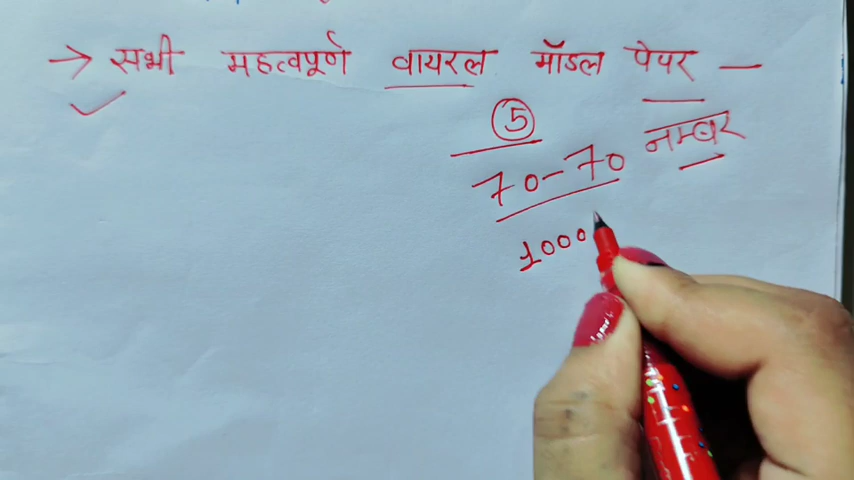 → सभी महत्वपूर्ण वायरल मॉडल पेपर —
5
70-70 नम्बर
1000